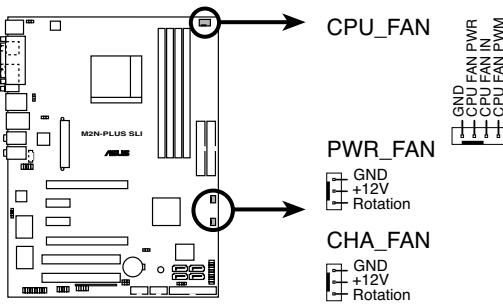 CPU_FAN
GND
CPU FAN PWR
CPU FAN IN
CPU FAN PWM
M2N-PLUS SLI
ASUS
PWR_FAN
GND
+12V
Rotation
CHA_FAN
GND
+12V
Rotation